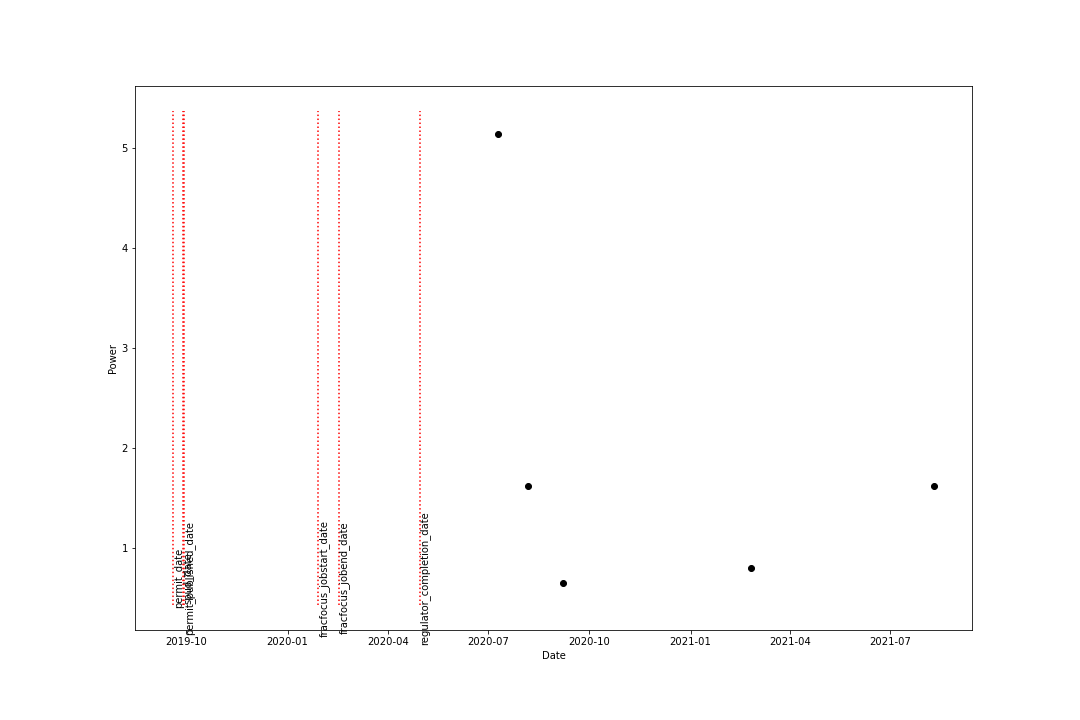 5
4
3
2
1
Power
permit_date
permit_published_date
fracfocus_jobstart_date
fracfocus_jobend_date
regulator_completion_date
2019-10
2020-01
2020-04
2020-07
2020-10
2021-01
2021-04
2021-07
Date